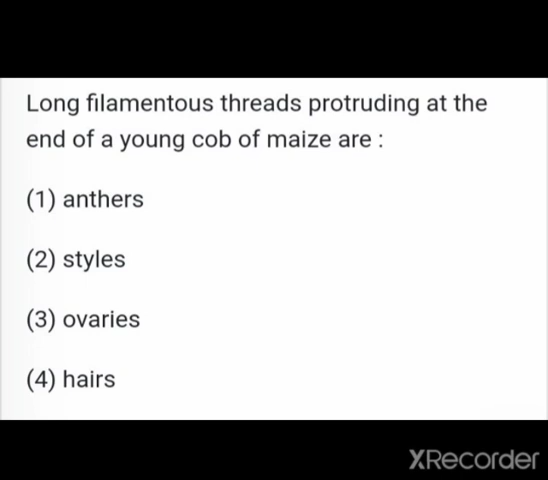 Long filamentous threads protruding at the
end of a young cob of maize are :
(1) anthers
(2) styles
(3) ovaries
(4) hairs
XRecorder